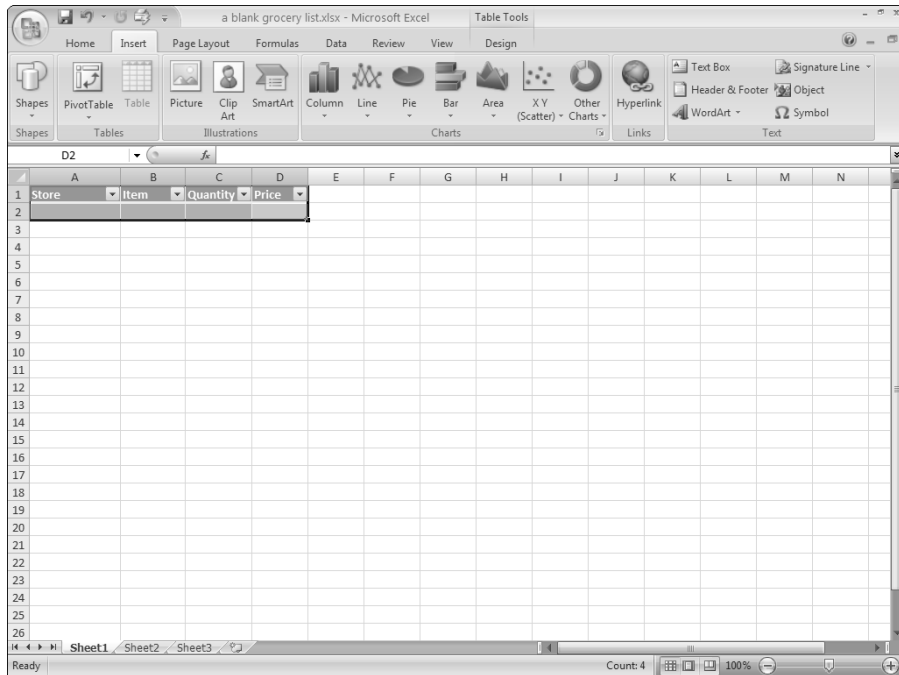 a blank grocery list.xlsx - Microsoft Excel
Table Tools
Home Insert Page Layout Formulas Data Review View Design
Shapes
PivotTable
Table
Picture
Clip Art
SmartArt
Column
Line
Pie
Bar
Area
X Y (Scatter)
Other Charts
Hyperlink
Text Box
Header & Footer
WordArt
Signature Line
Object
Ω Symbol
Shapes Tables Illustrations Charts Links Text
D2 fx
A B C D E F G H I J K L M N
1 Store Item Quantity Price
2
3
4
5
6
7
8
9
10
11
12
13
14
15
16
17
18
19
20
21
22
23
24
25
26
Sheet1 Sheet2 Sheet3
Ready Count: 4 100%